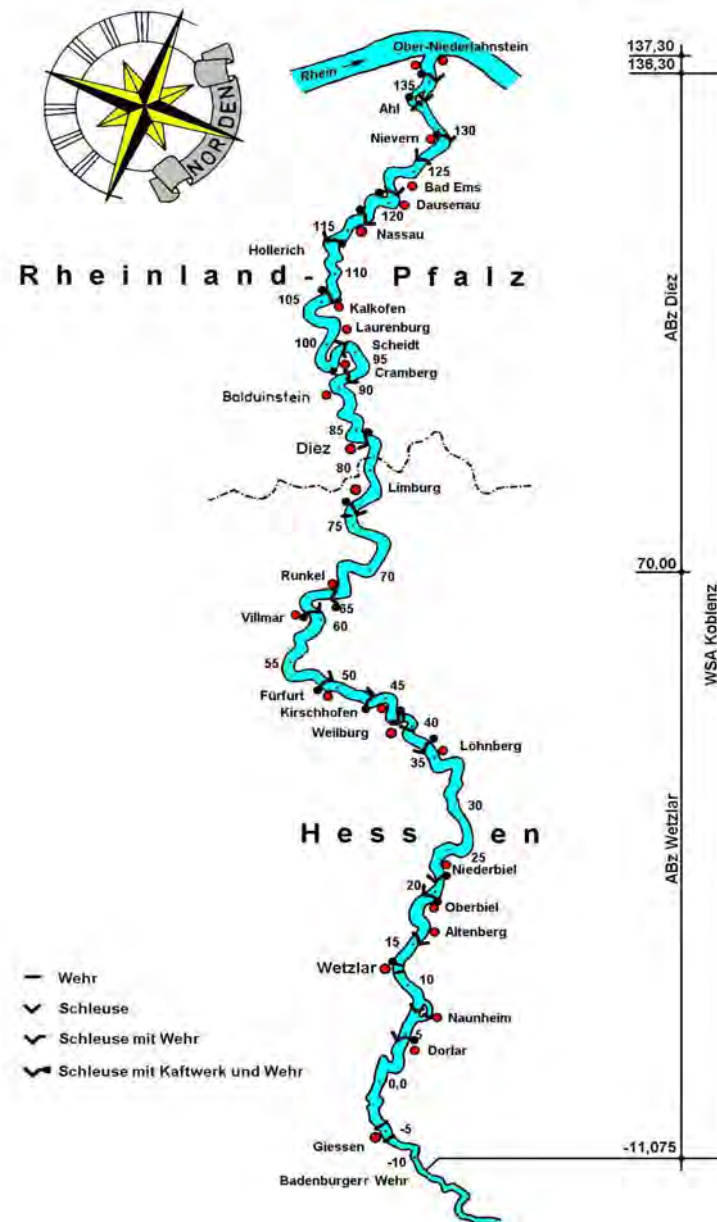 NORDEN
Rhein
Ober-Niederlahnstein
137,30
136,30
135
Ahl
130
Nievern
125
Bad Ems
Dausenau
120
Nassau
115
Hollerich
110
Rheinland-Pfalz
105
Kalkofen
Laurenburg
100
Scheidt
95
Cramberg
90
Balduinstein
85
Diez
80
Limburg
75
ABz Diez
70
70,00
Runkel
65
Villmar
60
55
50
45
Fürfurt
Kirschhofen
40
Weilburg
35
Löhnberg
WSA Koblenz
30
Hessen
25
Niederbiel
20
Oberbiel
Altenberg
15
Wetzlar
10
Naunheim
5
Dorlar
0,0
ABz Wetzlar
-5
Giessen
-10
-11,075
Badenburgerr Wehr
Wehr
Schleuse
Schleuse mit Wehr
Schleuse mit Kaftwerk und Wehr